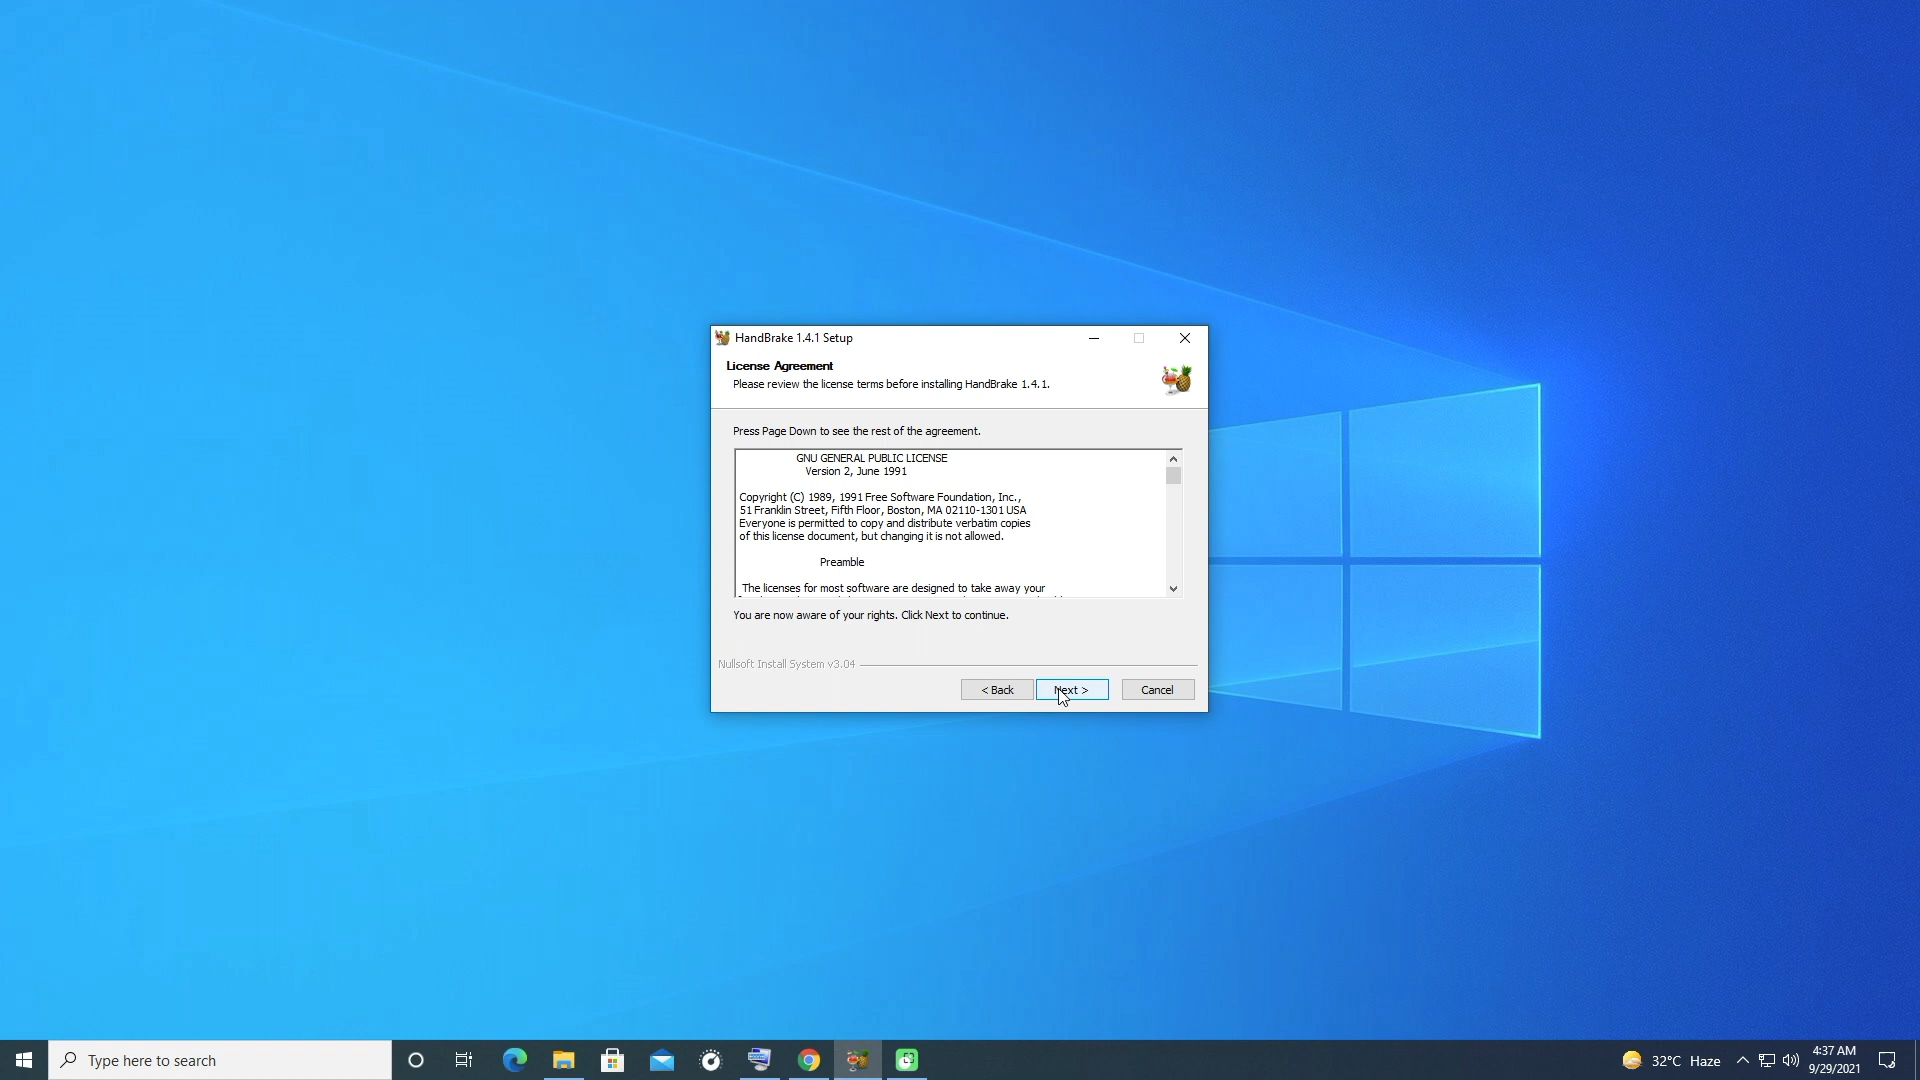 HandBrake 1.4.1 Setup
License Agreement
Please review the license terms before installing HandBrake 1.4.1.
Press Page Down to see the rest of the agreement.
GNU GENERAL PUBLIC LICENSE
Version 2, June 1991
Copyright (C) 1989, 1991 Free Software Foundation, Inc.,
51 Franklin Street, Fifth Floor, Boston, MA 02110-1301 USA
Everyone is permitted to copy and distribute verbatim copies
of this license document, but changing it is not allowed.
Preamble
The licenses for most software are designed to take away your
You are now aware of your rights. Click Next to continue.
Nullsoft Install System v3.04
< Back Next > Cancel
Type here to search
32°C Haze
4:37 AM
9/29/2021